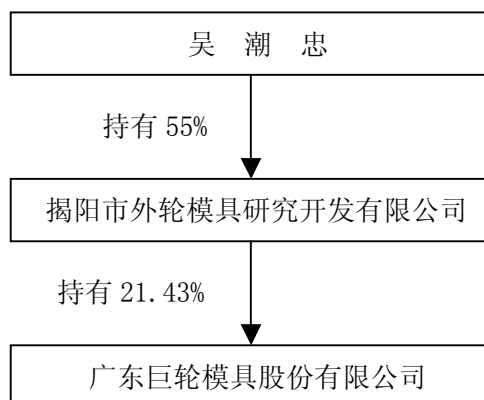 吴 潮 忠
持有 55%
揭阳市外轮模具研究开发有限公司
持有 21.43%
广东巨轮模具股份有限公司